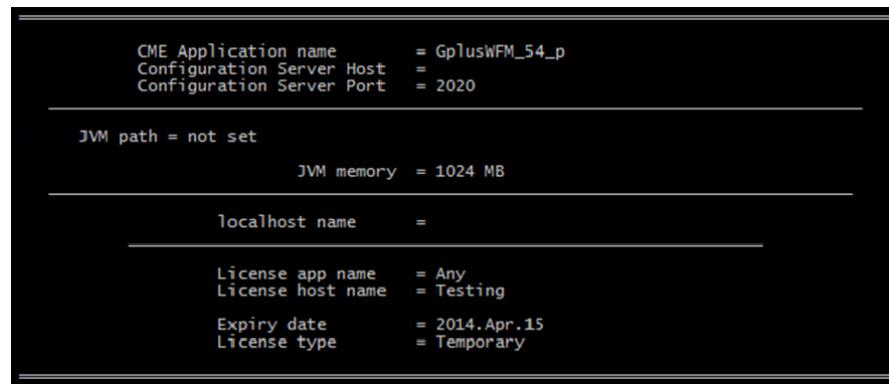 CME Application name = GplusWFM_54_p
Configuration Server Host =
Configuration Server Port = 2020
JVM path = not set
JVM memory = 1024 MB
localhost name =
License app name = Any
License host name = Testing
Expiry date = 2014.Apr.15
License type = Temporary